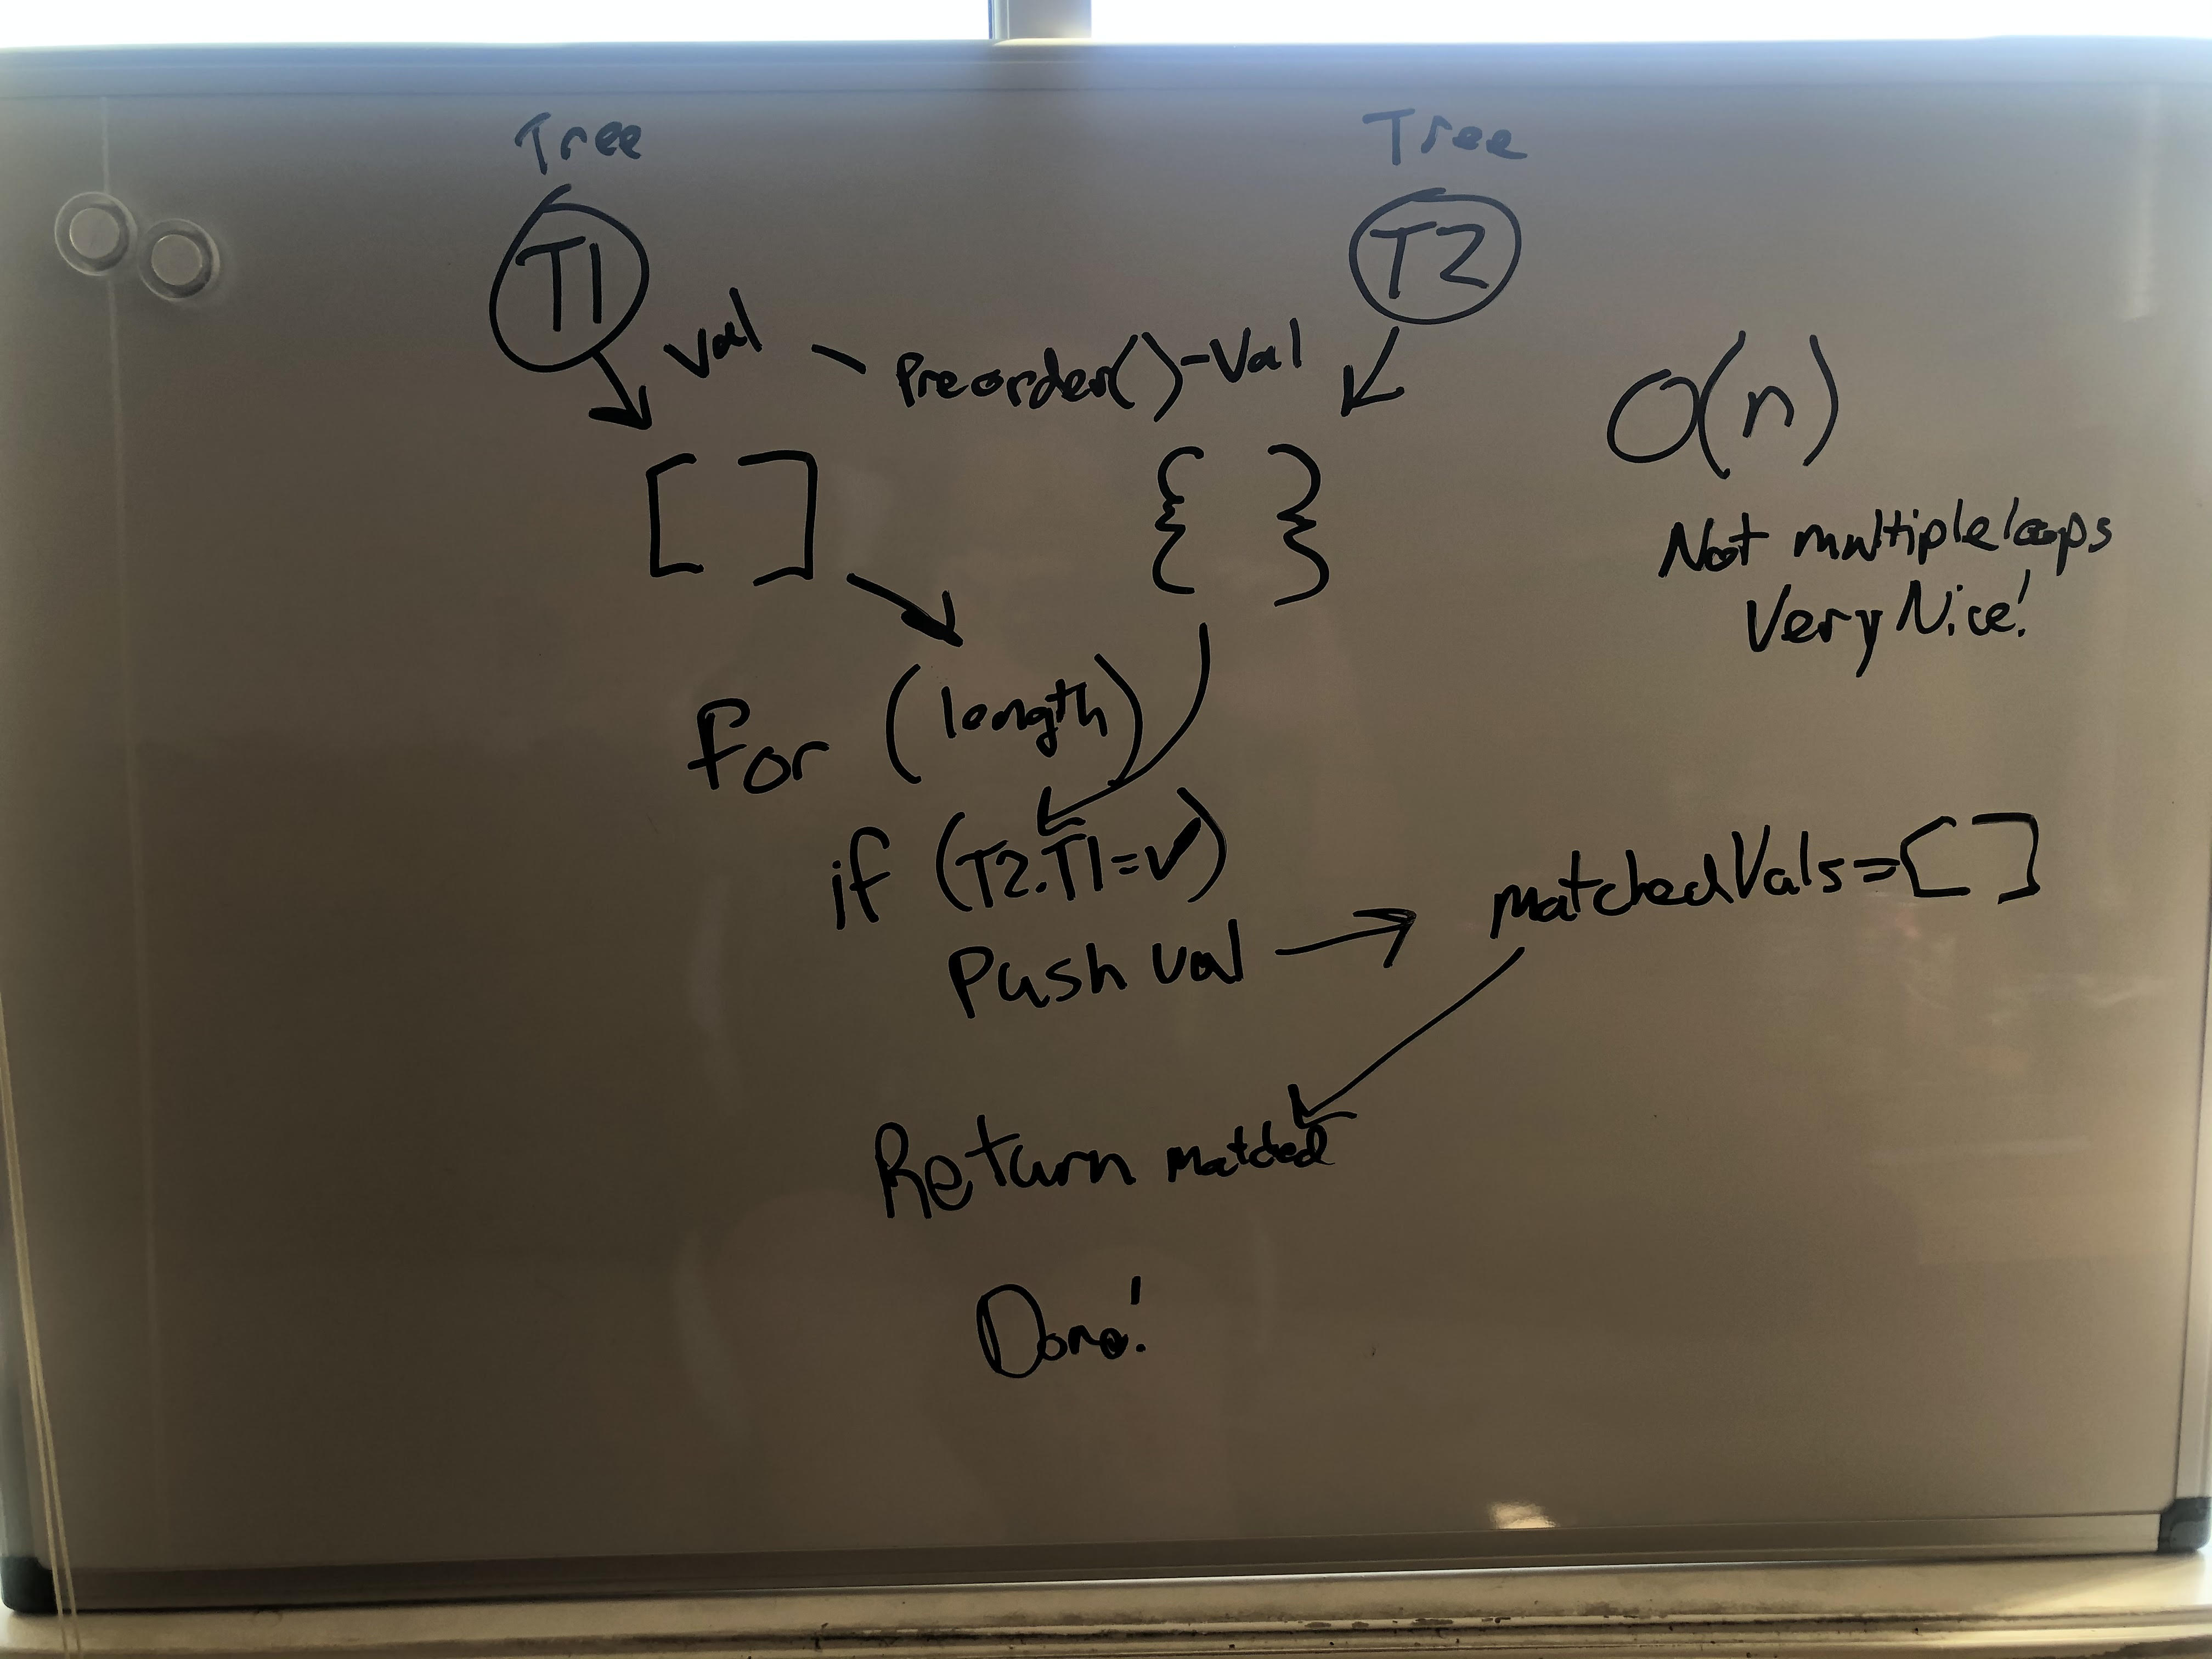 Tree
Tree
T1
T2
Val - Preorder()-Val
O(n)
[ ]
{ }
Not multiple loops
Very Nice!
for (length)
if (T2.T1=✓)
matchedVals=[]
Push val
Return matched
Done!